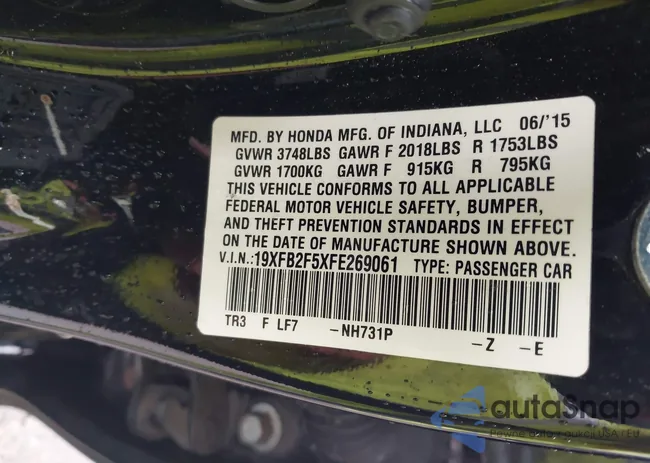 MFD. BY HONDA MFG. OF INDIANA, LLC 06/'15
GVWR 3748LBS GAWR F 2018LBS R 1753LBS
GVWR 1700KG GAWR F 915KG R 795KG
THIS VEHICLE CONFORMS TO ALL APPLICABLE
FEDERAL MOTOR VEHICLE SAFETY, BUMPER,
AND THEFT PREVENTION STANDARDS IN EFFECT
ON THE DATE OF MANUFACTURE SHOWN ABOVE.
V.I.N.:19XFB2F5XFE269061 TYPE: PASSENGER CAR
TR3 F LF7 -NH731P -Z -E
autoSnap